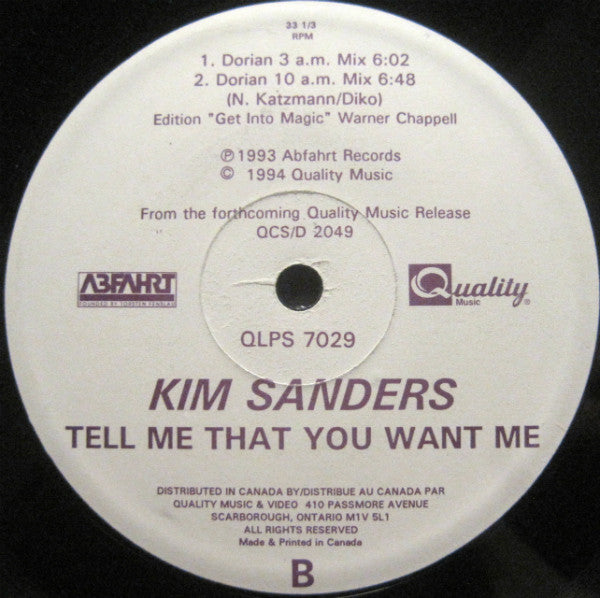 33 1/3
RPM
1. Dorian 3 a.m. Mix 6:02
2. Dorian 10 a.m. Mix 6:48
(N. Katzmann/Diko)
Edition "Get Into Magic" Warner Chappell
℗ 1993 Abfahrt Records
© 1994 Quality Music
From the forthcoming Quality Music Release
QCS/D 2049
ABFAHRT
FOUNDED BY TORSTEN FENSLAU
Quality
Music ®
QLPS 7029
KIM SANDERS
TELL ME THAT YOU WANT ME
DISTRIBUTED IN CANADA BY/DISTRIBUE AU CANADA PAR
QUALITY MUSIC & VIDEO 410 PASSMORE AVENUE
SCARBOROUGH, ONTARIO M1V 5L1
ALL RIGHTS RESERVED
Made & Printed in Canada
B